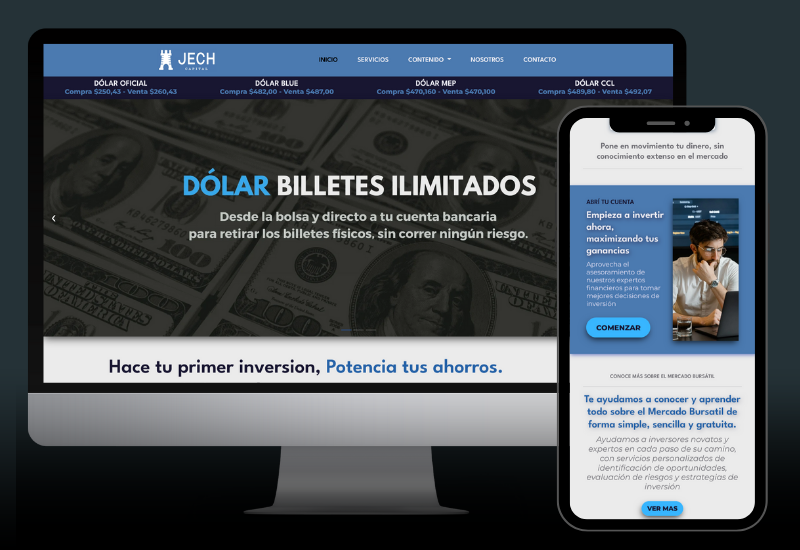 JECH
CAPITAL
INICIO
SERVICIOS
CONTENIDO
NOSOTROS
CONTACTO
DÓLAR OFICIAL
Compra $250,43 - Venta $260,43
DÓLAR BLUE
Compra $482,00 - Venta $487,00
DÓLAR MEP
Compra $470,160 - Venta $470,100
DÓLAR CCL
Compra $489,80 - Venta $492,07
DÓLAR BILLETES ILIMITADOS
Desde la bolsa y directo a tu cuenta bancaria
para retirar los billetes físicos, sin correr ningún riesgo.
Hace tu primer inversion, Potencia tus ahorros.
Pone en movimiento tu dinero, sin
conocimiento extenso en el mercado
ABRÍ TU CUENTA
Empieza a invertir
ahora,
maximizando tus
ganancias
Aprovecha el
asesoramiento de
nuestros expertos
financieros para tomar
mejores decisiones de
inversión
COMENZAR
CONOCE MÁS SOBRE EL MERCADO BURSÁTIL
Te ayudamos a conocer y aprender
todo sobre el Mercado Bursatil de
forma simple, sencilla y gratuita.
Ayudamos a inversores novatos y
expertos en cada paso de su camino,
con servicios personalizados de
identificación de oportunidades,
evaluación de riesgos y estrategias de
inversión
VER MAS